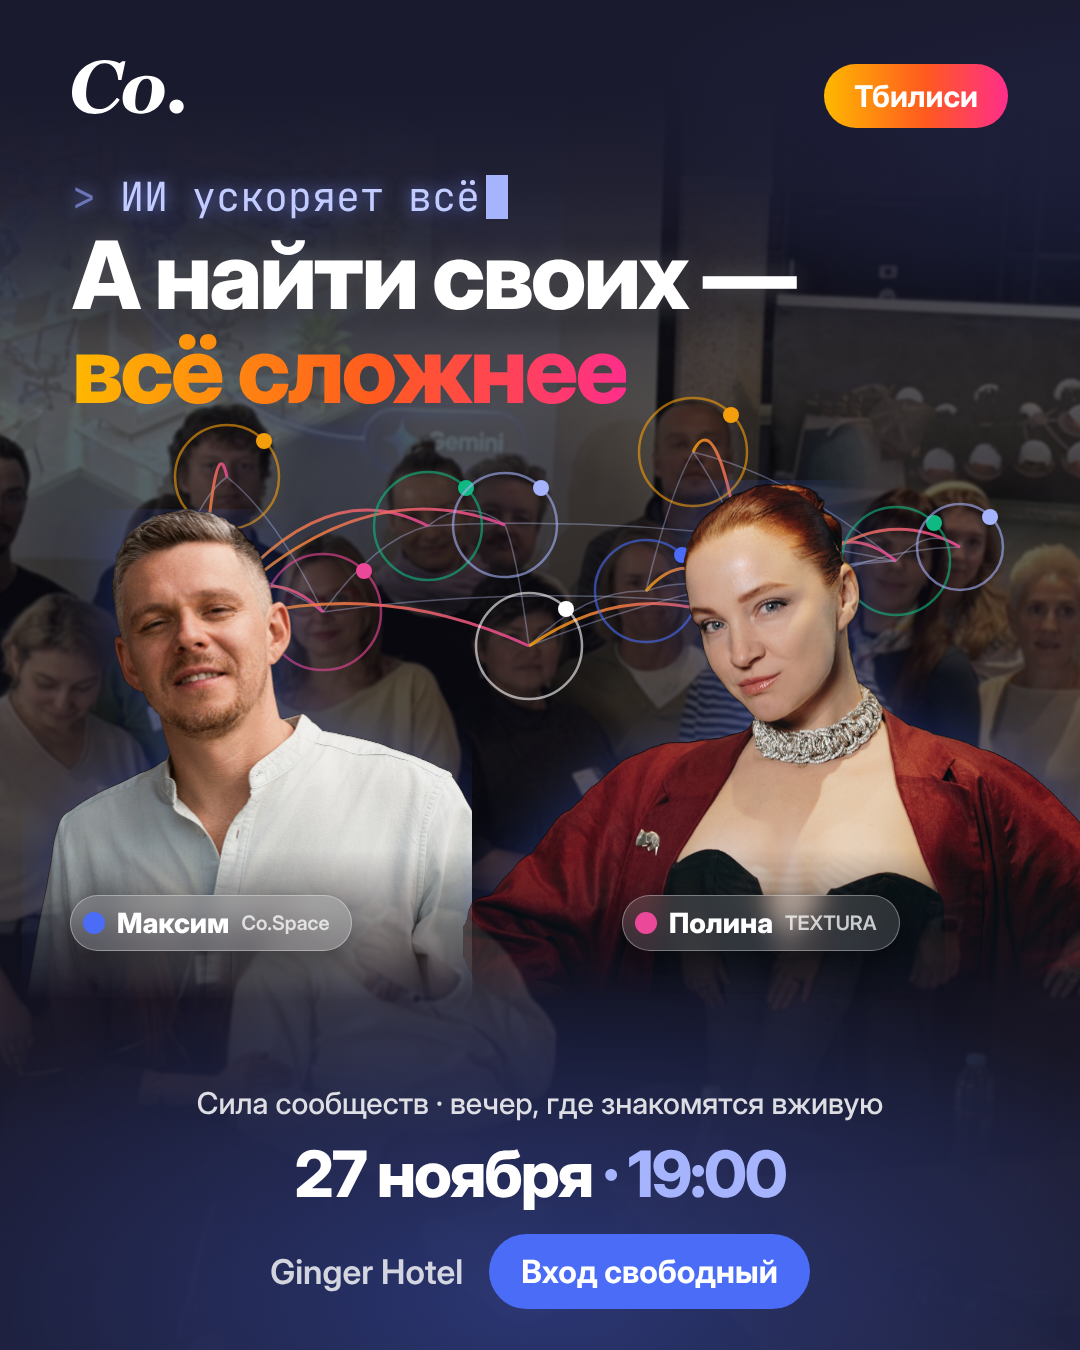 Co.
Тбилиси
> ИИ ускоряет всё
А найти своих —
всё сложнее
Gemini
Максим Co.Space
Полина TEXTURA
Сила сообществ · вечер, где знакомятся вживую
27 ноября · 19:00
Ginger Hotel
Вход свободный